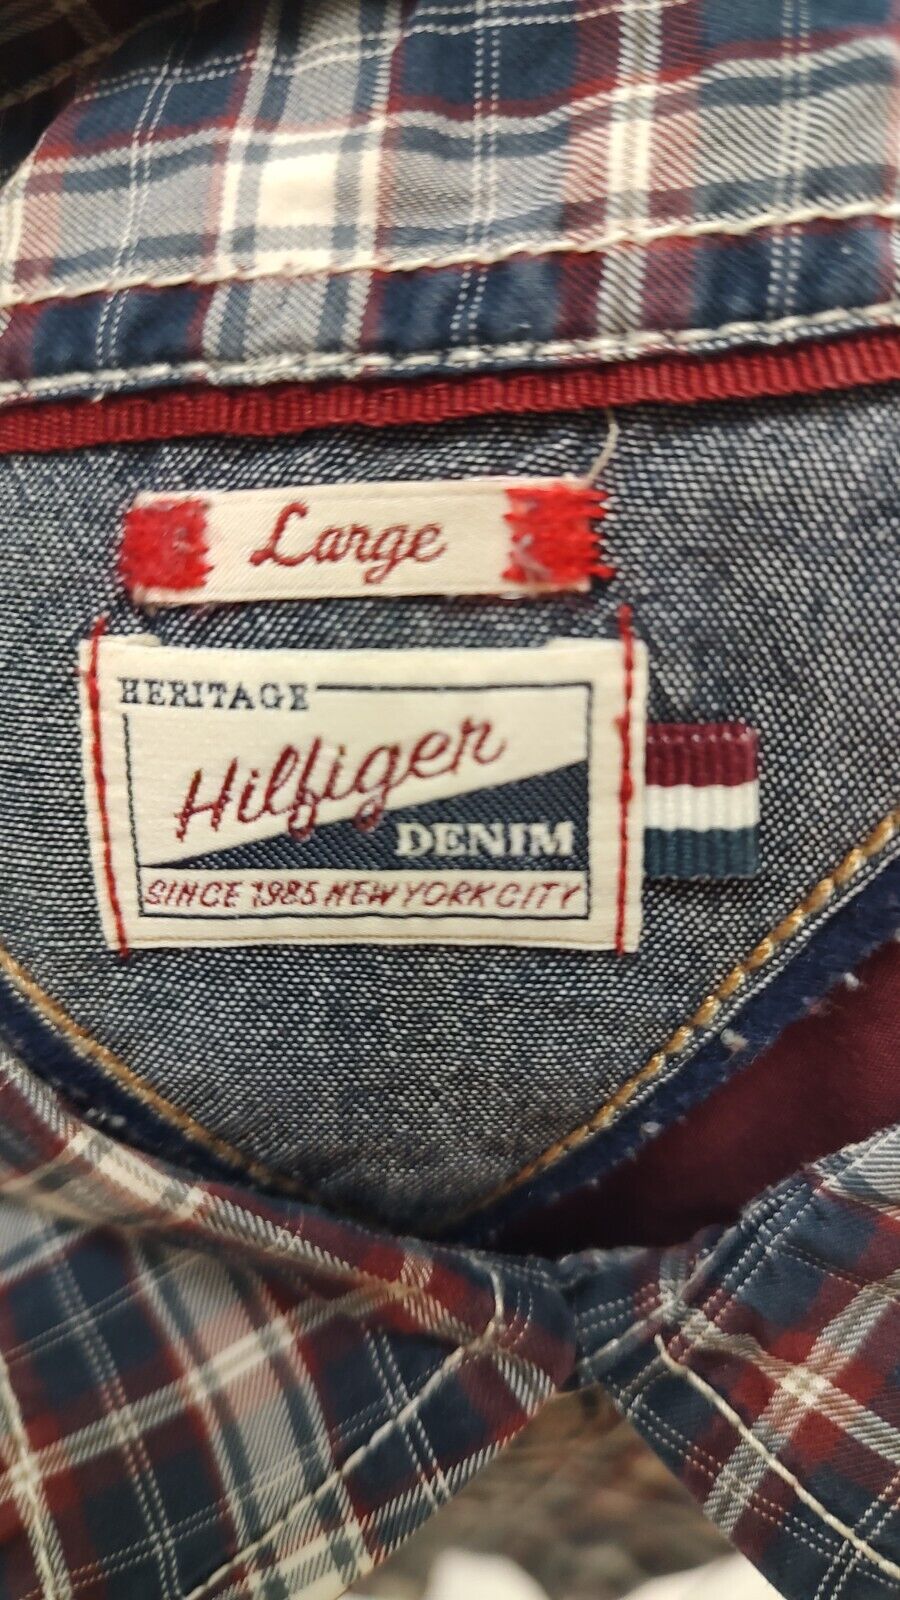 Large
HERITAGE
Hilfiger
DENIM
SINCE 1985 NEW YORK CITY